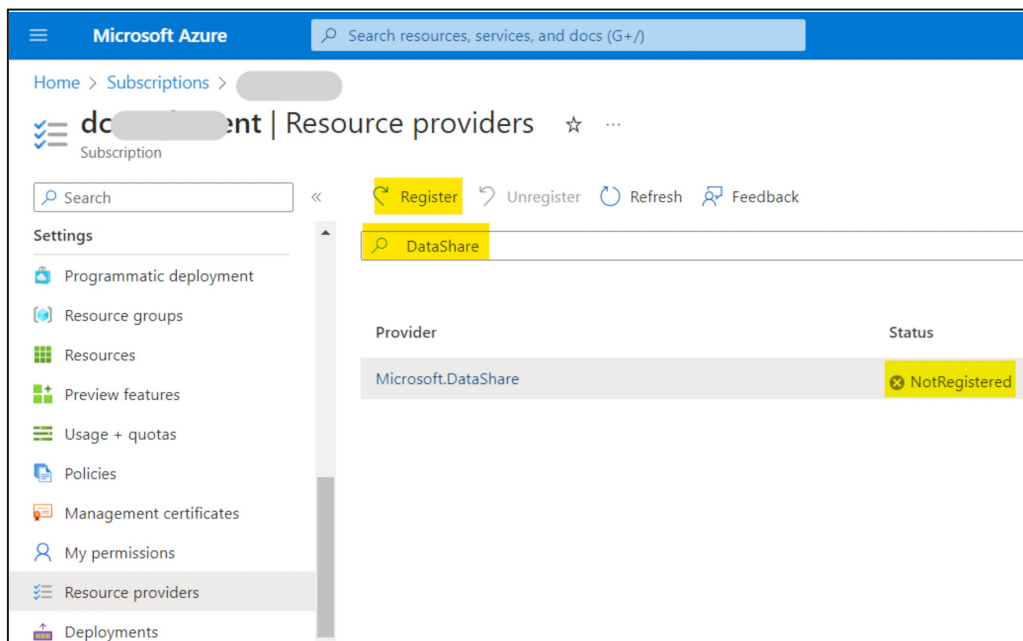 Microsoft Azure
Search resources, services, and docs (G+/)
Home > Subscriptions >
dc ent | Resource providers
Subscription
Search
Register Unregister Refresh Feedback
Settings
DataShare
Programmatic deployment
Resource groups
Provider Status
Resources
Microsoft.DataShare NotRegistered
Preview features
Usage + quotas
Policies
Management certificates
My permissions
Resource providers
Deployments